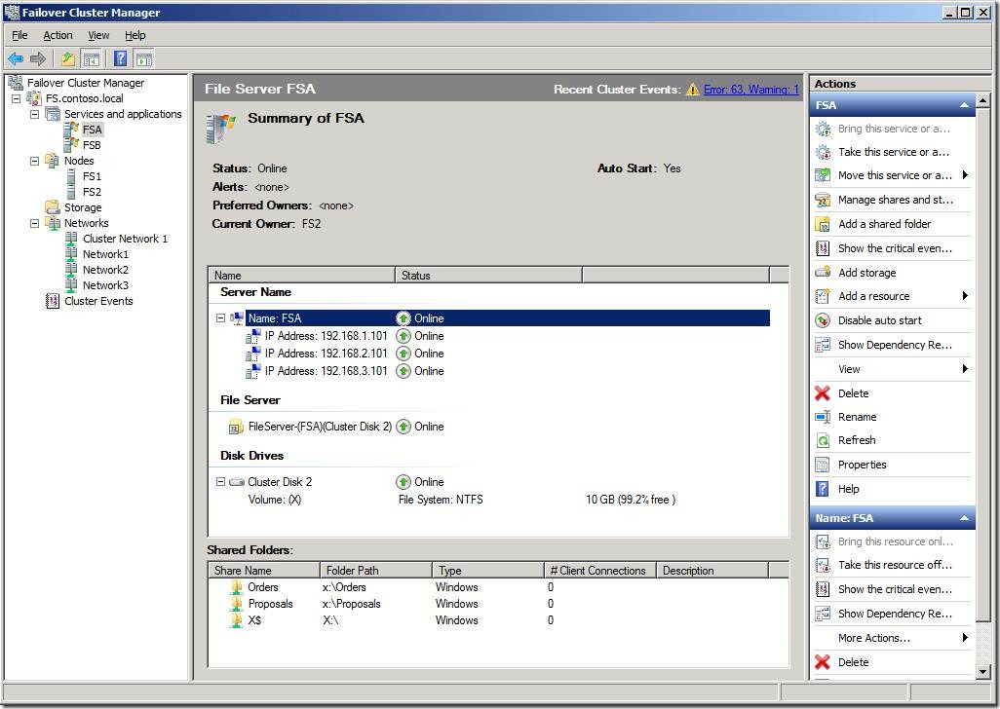 Failover Cluster Manager
File Action View Help
Failover Cluster Manager
FS.contoso.local
Services and applications
FSA
FSB
Nodes
FS1
FS2
Storage
Networks
Cluster Network 1
Network1
Network2
Network3
Cluster Events
File Server FSA
Recent Cluster Events: Error: 63, Warning: 1
Summary of FSA
Status: Online
Auto Start: Yes
Alerts: <none>
Preferred Owners: <none>
Current Owner: FS2
Name Status
Server Name
Name: FSA Online
IP Address: 192.168.1.101 Online
IP Address: 192.168.2.101 Online
IP Address: 192.168.3.101 Online
File Server
FileServer-(FSA)(Cluster Disk 2) Online
Disk Drives
Cluster Disk 2 Online
Volume: (X) File System: NTFS 10 GB (99.2% free )
Shared Folders:
Share Name Folder Path Type # Client Connections Description
Orders x:\Orders Windows 0
Proposals x:\Proposals Windows 0
X$ X:\ Windows 0
Actions
FSA
Bring this service or a...
Take this service or a...
Move this service or a...
Manage shares and st...
Add a shared folder
Show the critical even...
Add storage
Add a resource
Disable auto start
Show Dependency Re...
View
Delete
Rename
Refresh
Properties
Help
Name: FSA
Bring this resource onl...
Take this resource off...
Show the critical even...
Show Dependency Re...
More Actions...
Delete